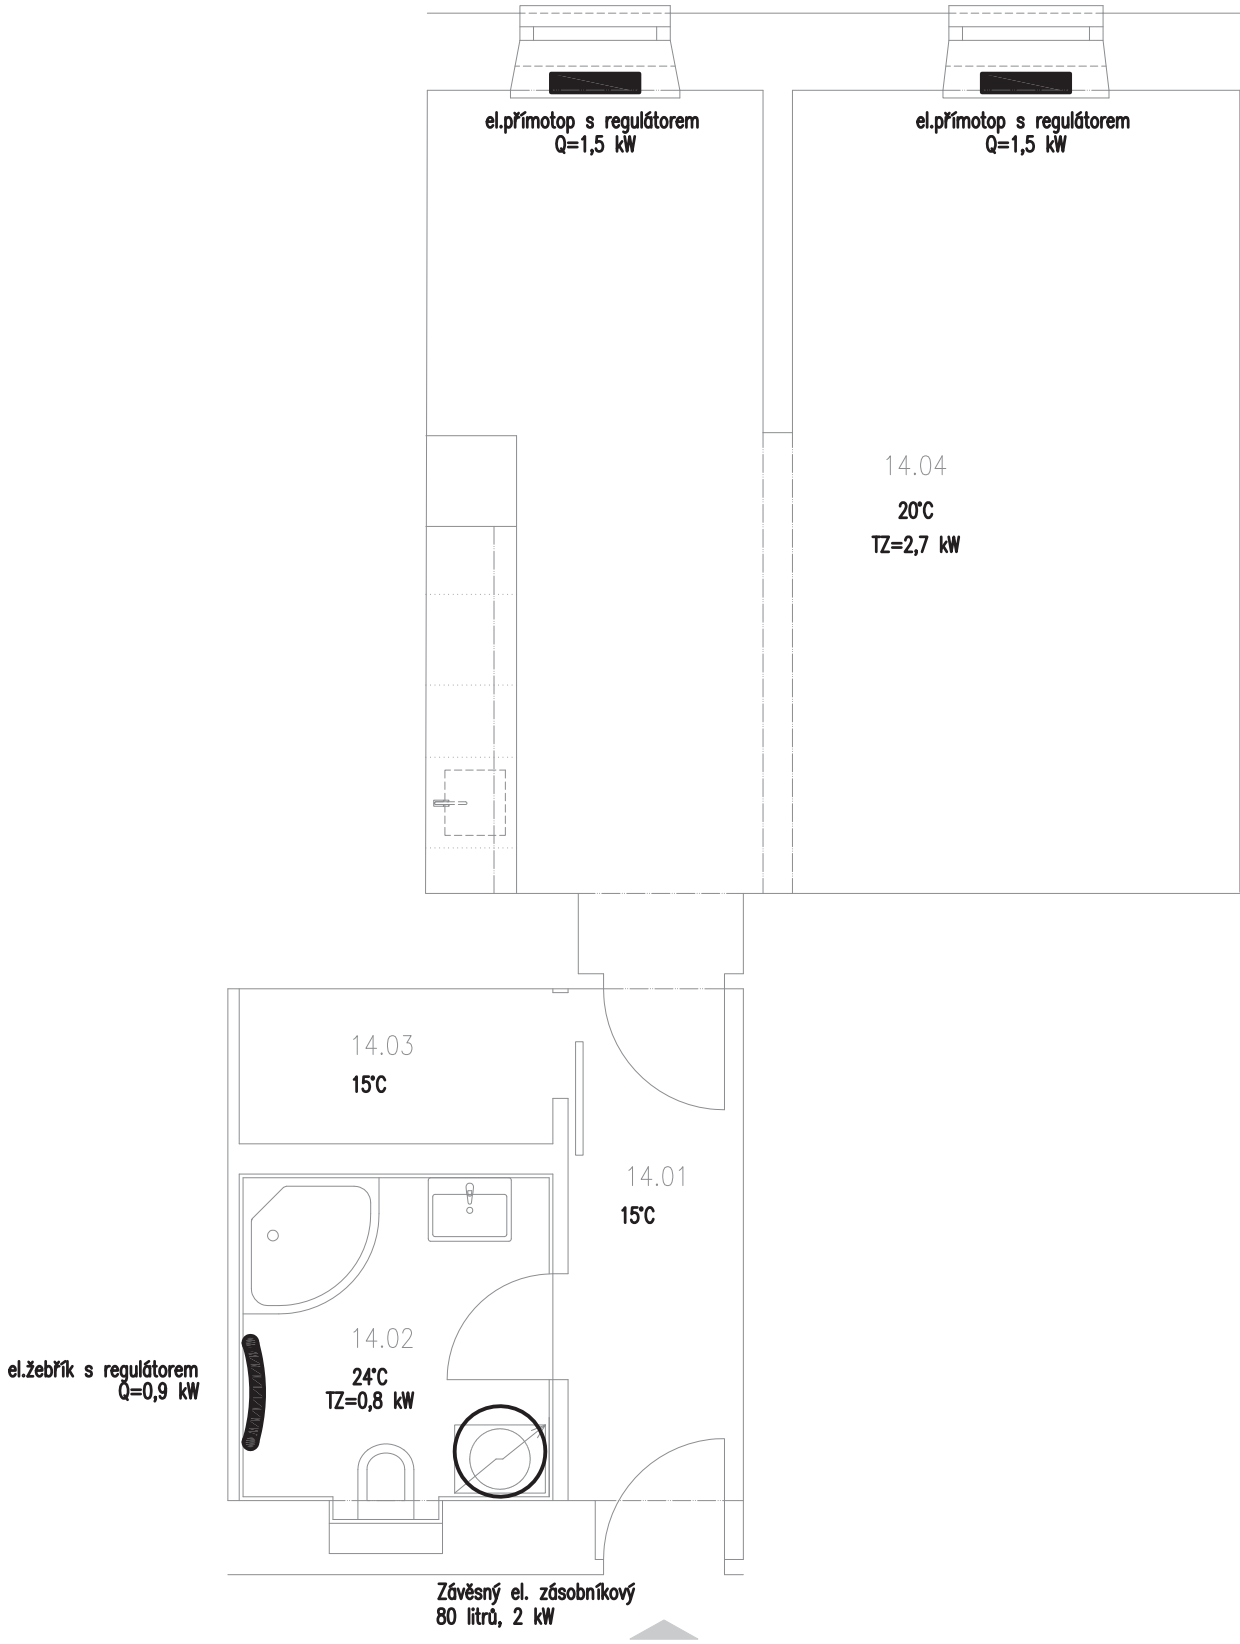 el.přímotop s regulátorem
Q=1,5 kW
el.přímotop s regulátorem
Q=1,5 kW
14.04
20°C
TZ=2,7 kW
14.03
15°C
14.01
15°C
14.02
24°C
TZ=0,8 kW
el.žebřík s regulátorem
Q=0,9 kW
Závěsný el. zásobníkový
80 litrů, 2 kW